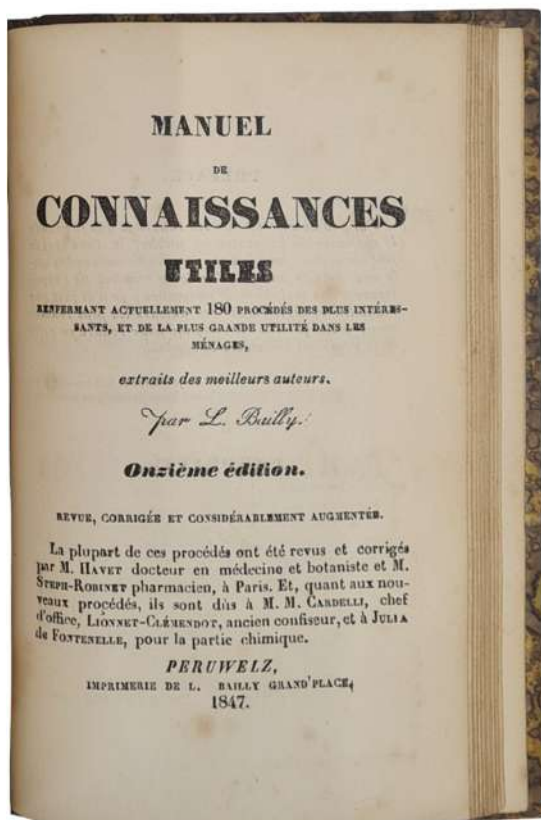 MANUEL
DE
CONNAISSANCES
UTILES
RENFERMANT ACTUELLEMENT 180 PROCÉDÉS DES PLUS INTÉRES-
SANTS, ET DE LA PLUS GRANDE UTILITÉ DANS LES
MÉNAGES,
extraits des meilleurs auteurs.
par L. Bailly.
Onzième édition.
REVUE, CORRIGÉE ET CONSIDÉRABLEMENT AUGMENTÉE.
La plupart de ces procédés ont été revus et corrigés
par M. HAVET docteur en médecine et botaniste et M.
STEPH-ROBINET pharmacien, à Paris. Et, quant aux nou-
veaux procédés, ils sont dûs à M. M. CARDELLI, chef
d'office, LIONNET-CLÉMENDOT, ancien confiseur, et à JULIA
de FONTENELLE, pour la partie chimique.
PERUWELZ,
IMPRIMERIE DE L. BAILLY GRAND'PLACE,
1847.